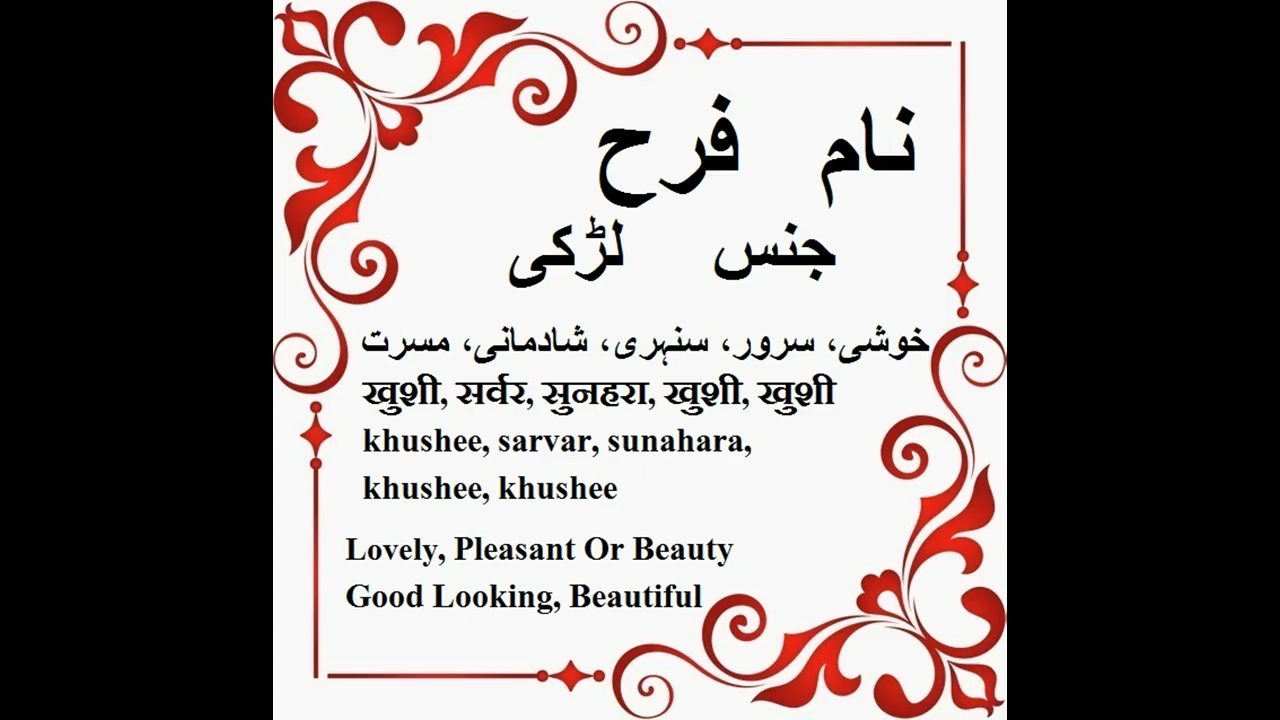 نام فرح
جنس لڑکی
خوشی، سرور، سنہری، شادمانی، مسرت
खुशी, सर्वर, सुनहरा, खुशी, खुशी
khushee, sarvar, sunahara,
khushee, khushee
Lovely, Pleasant Or Beauty
Good Looking, Beautiful